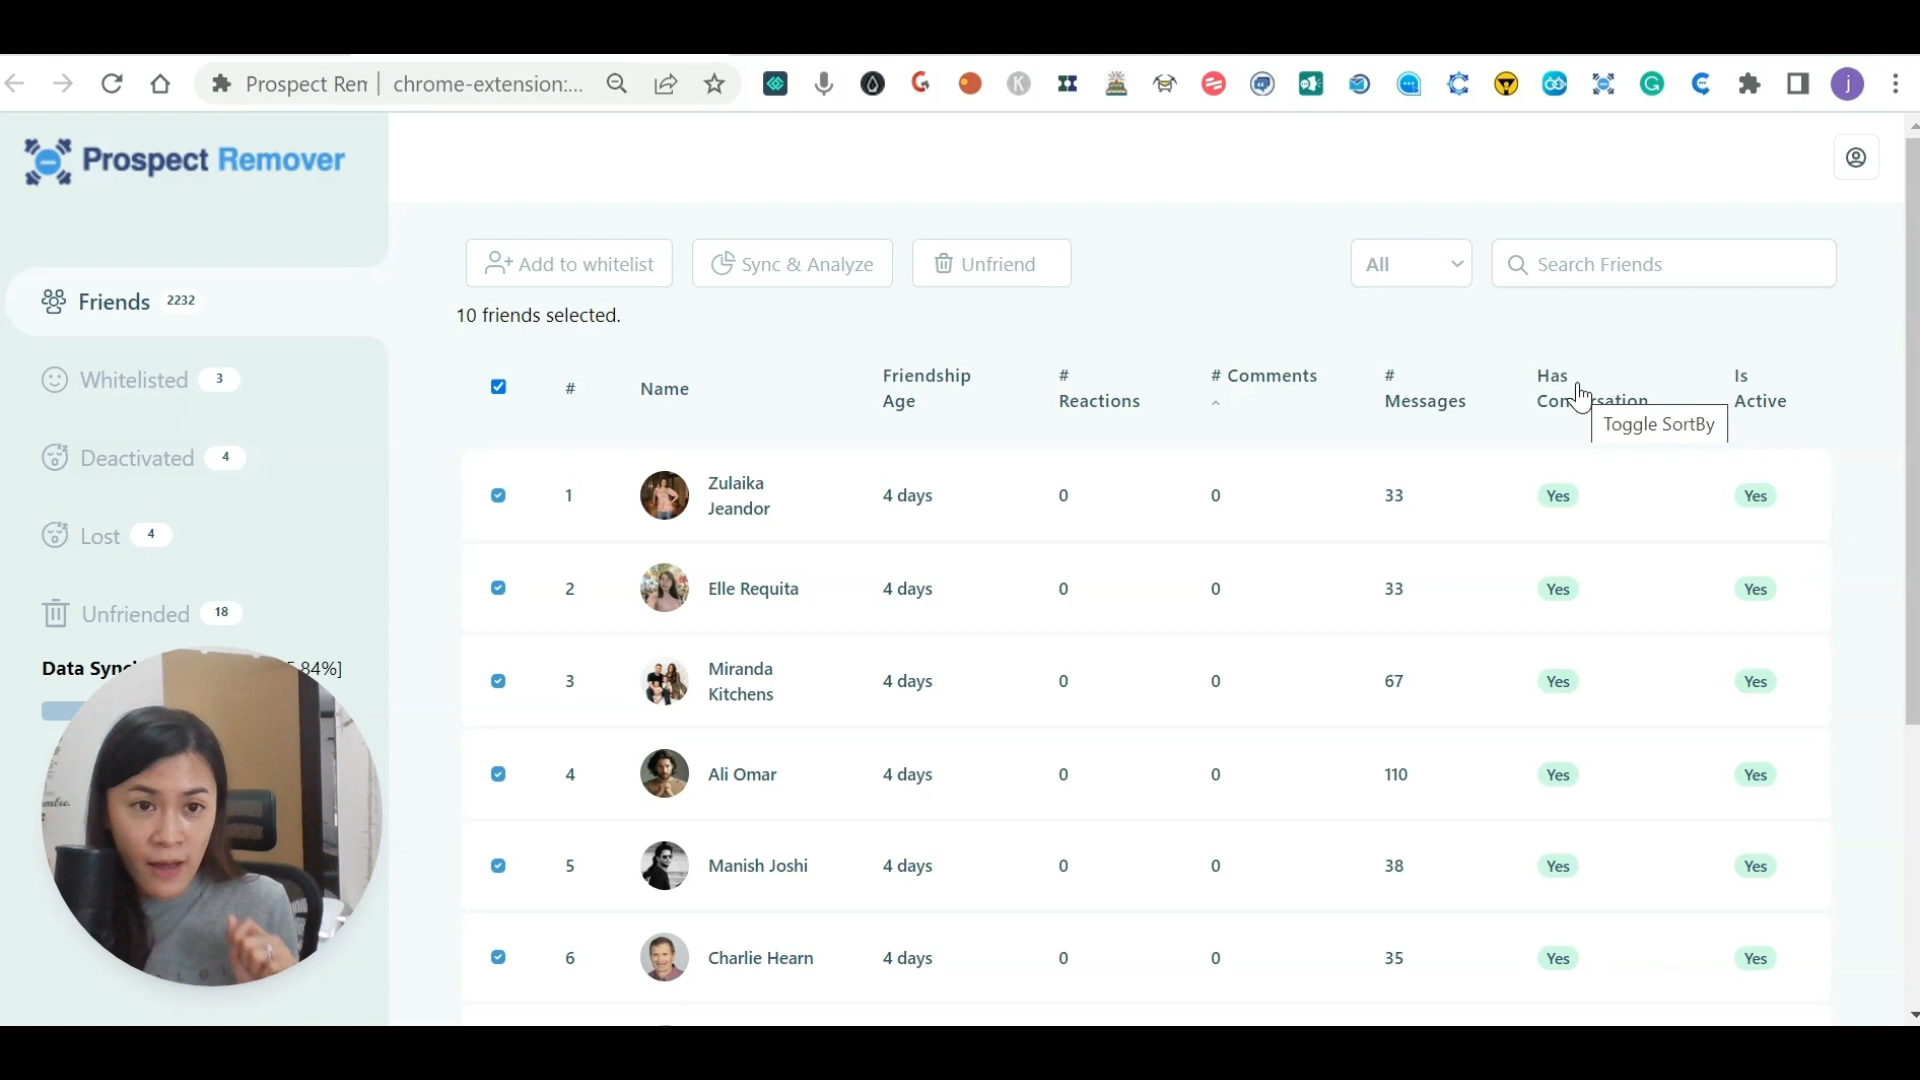 Prospect Ren | chrome-extension:...
j
Prospect Remover
Add to whitelist
Sync & Analyze
Unfriend
All
Search Friends
10 friends selected.
Friends 2232
Whitelisted 3
Deactivated 4
Lost 4
Unfriended 18
Data Sync
5.84%]
#
Name
Friendship Age
# Reactions
# Comments
# Messages
Has
Is Active
Toggle SortBy
1 Zulaika Jeandor 4 days 0 0 33 Yes Yes
2 Elle Requita 4 days 0 0 33 Yes Yes
3 Miranda Kitchens 4 days 0 0 67 Yes Yes
4 Ali Omar 4 days 0 0 110 Yes Yes
5 Manish Joshi 4 days 0 0 38 Yes Yes
6 Charlie Hearn 4 days 0 0 35 Yes Yes